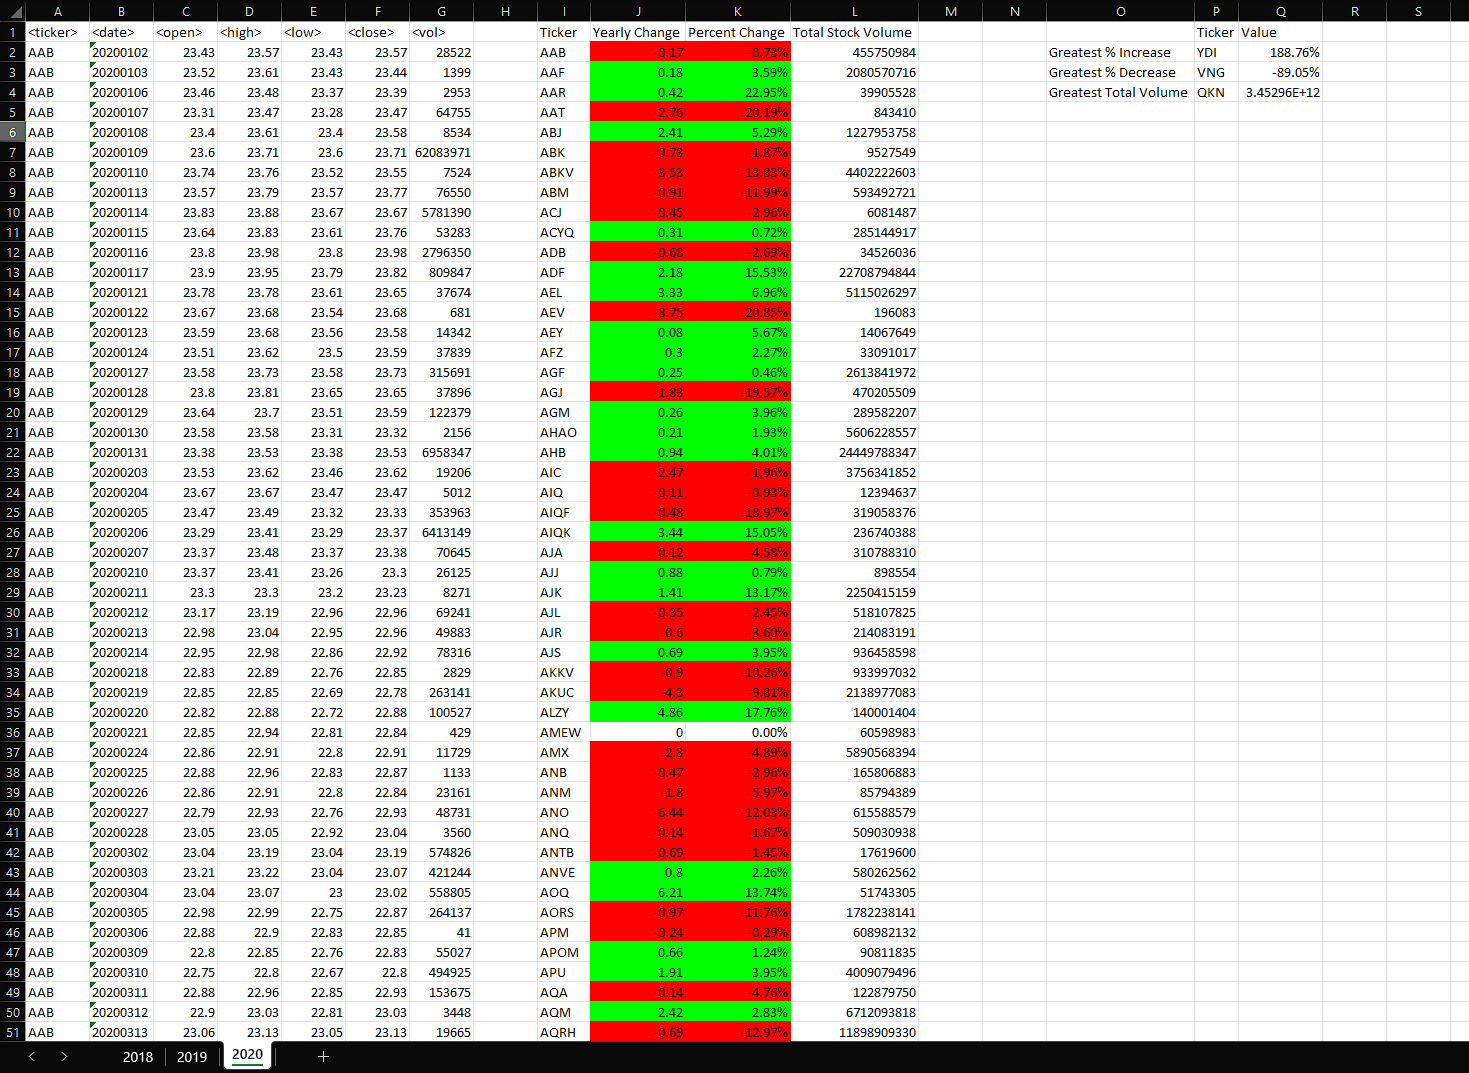 A B C D E F G H I J K L M N O P Q R S
1 <ticker> <date> <open> <high> <low> <close> <vol> Ticker Yearly Change Percent Change Total Stock Volume Ticker Value
2 AAB 20200102 23.43 23.57 23.43 23.57 28522 AAB -0.17 -0.73% 455750984 Greatest % Increase YDI 188.76%
3 AAB 20200103 23.52 23.61 23.43 23.44 1399 AAF 0.18 3.59% 2080570716 Greatest % Decrease VNG -89.05%
4 AAB 20200106 23.46 23.48 23.37 23.39 2953 AAR 0.42 22.95% 39905528 Greatest Total Volume QKN 3.45296E+12
5 AAB 20200107 23.31 23.47 23.28 23.47 64755 AAT -2.76 -20.19% 843410
6 AAB 20200108 23.4 23.61 23.4 23.58 8534 ABJ 2.41 5.29% 1227953758
7 AAB 20200109 23.6 23.71 23.6 23.71 62083971 ABK -0.73 -1.87% 9527549
8 AAB 20200110 23.74 23.76 23.52 23.55 7524 ABKV -3.53 -13.83% 4402222603
9 AAB 20200113 23.57 23.79 23.57 23.77 76550 ABM -0.91 -11.99% 593492721
10 AAB 20200114 23.83 23.88 23.67 23.67 5781390 ACJ -0.45 -2.96% 6081487
11 AAB 20200115 23.64 23.83 23.61 23.76 53283 ACYQ 0.31 0.72% 285144917
12 AAB 20200116 23.8 23.98 23.8 23.98 2796350 ADB -0.68 -2.69% 34526036
13 AAB 20200117 23.9 23.95 23.79 23.82 809847 ADF 2.18 15.53% 22708794844
14 AAB 20200121 23.78 23.78 23.61 23.65 37674 AEL 3.33 6.96% 5115026297
15 AAB 20200122 23.67 23.68 23.54 23.68 681 AEV -8.75 -20.85% 196083
16 AAB 20200123 23.59 23.68 23.56 23.58 14342 AEY 0.08 5.67% 14067649
17 AAB 20200124 23.51 23.62 23.5 23.59 37839 AFZ 0.3 2.27% 33091017
18 AAB 20200127 23.58 23.73 23.58 23.73 315691 AGF 0.25 0.46% 2613841972
19 AAB 20200128 23.8 23.81 23.65 23.65 37896 AGJ -1.83 -19.57% 470205509
20 AAB 20200129 23.64 23.7 23.51 23.59 122379 AGM 0.26 3.96% 289582207
21 AAB 20200130 23.58 23.58 23.31 23.32 2156 AHAO 0.21 1.93% 5606228557
22 AAB 20200131 23.38 23.53 23.38 23.53 6958347 AHB 0.94 4.01% 24449788347
23 AAB 20200203 23.53 23.62 23.46 23.62 19206 AIC -2.47 -1.96% 3756341852
24 AAB 20200204 23.67 23.67 23.47 23.47 5012 AIQ -0.11 -0.93% 12394637
25 AAB 20200205 23.47 23.49 23.32 23.33 353963 AIQF -0.48 -18.97% 319058376
26 AAB 20200206 23.29 23.41 23.29 23.37 6413149 AIQK 3.44 15.05% 236740388
27 AAB 20200207 23.37 23.48 23.37 23.38 70645 AJA -0.12 -4.58% 310788310
28 AAB 20200210 23.37 23.41 23.26 23.3 26125 AJJ 0.88 0.79% 898554
29 AAB 20200211 23.3 23.3 23.2 23.23 8271 AJK 1.41 13.17% 2250415159
30 AAB 20200212 23.17 23.19 22.96 22.96 69241 AJL -0.35 -2.45% 518107825
31 AAB 20200213 22.98 23.04 22.95 22.96 49883 AJR -0.6 -3.60% 214083191
32 AAB 20200214 22.95 22.98 22.86 22.92 78316 AJS 0.69 3.95% 936458598
33 AAB 20200218 22.83 22.89 22.76 22.85 2829 AKKV -0.9 -10.26% 933997032
34 AAB 20200219 22.85 22.85 22.69 22.78 263141 AKUC -4.3 -9.81% 2138977083
35 AAB 20200220 22.82 22.88 22.72 22.88 100527 ALZY 4.86 17.76% 140001404
36 AAB 20200221 22.85 22.94 22.81 22.84 429 AMEW 0 0.00% 60598983
37 AAB 20200224 22.86 22.91 22.8 22.91 11729 AMX -2.3 -4.89% 5890568394
38 AAB 20200225 22.88 22.96 22.83 22.87 1133 ANB -0.47 -2.96% 165806883
39 AAB 20200226 22.86 22.91 22.8 22.84 23161 ANM -1.8 -5.97% 85794389
40 AAB 20200227 22.79 22.93 22.76 22.93 48731 ANO -6.44 -12.03% 615588579
41 AAB 20200228 23.05 23.05 22.92 23.04 3560 ANQ -0.14 -1.67% 509030938
42 AAB 20200302 23.04 23.19 23.04 23.19 574826 ANTB -0.69 -1.45% 17619600
43 AAB 20200303 23.21 23.22 23.04 23.07 421244 ANVE 0.8 2.26% 580262562
44 AAB 20200304 23.04 23.07 23 23.02 558805 AOQ 6.21 13.74% 51743305
45 AAB 20200305 22.98 22.99 22.75 22.87 264137 AORS -0.97 -11.76% 1782238141
46 AAB 20200306 22.88 22.9 22.83 22.85 41 APM -0.24 -0.29% 608982132
47 AAB 20200309 22.8 22.85 22.76 22.83 55027 APOM 0.66 1.24% 90811835
48 AAB 20200310 22.75 22.8 22.67 22.8 494925 APU 1.91 3.95% 4009079496
49 AAB 20200311 22.88 22.96 22.85 22.93 153675 AQA -0.14 -4.76% 122879750
50 AAB 20200312 22.9 23.03 22.81 23.03 3448 AQM 2.42 2.83% 6712093818
51 AAB 20200313 23.06 23.13 23.05 23.13 19665 AQRH -0.69 -12.97% 11898909330
2018 2019 2020